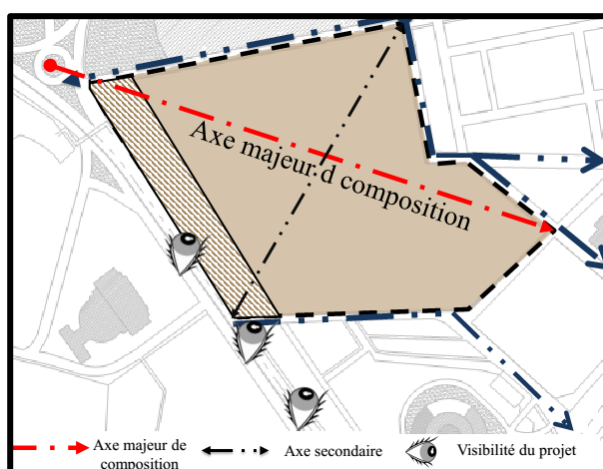 Axe majeur d composition
Axe majeur de
composition
Axe secondaire
Visibilité du projet